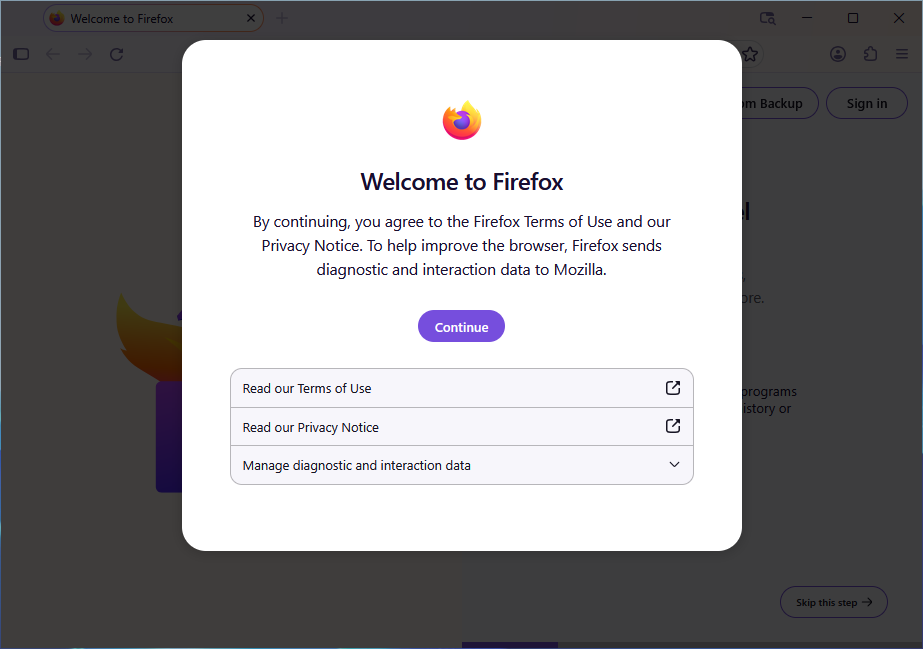 Welcome to Firefox
m Backup
Sign in
Welcome to Firefox
By continuing, you agree to the Firefox Terms of Use and our
Privacy Notice. To help improve the browser, Firefox sends
diagnostic and interaction data to Mozilla.
Continue
Read our Terms of Use
Read our Privacy Notice
Manage diagnostic and interaction data
el
ore.
programs
istory or
Skip this step